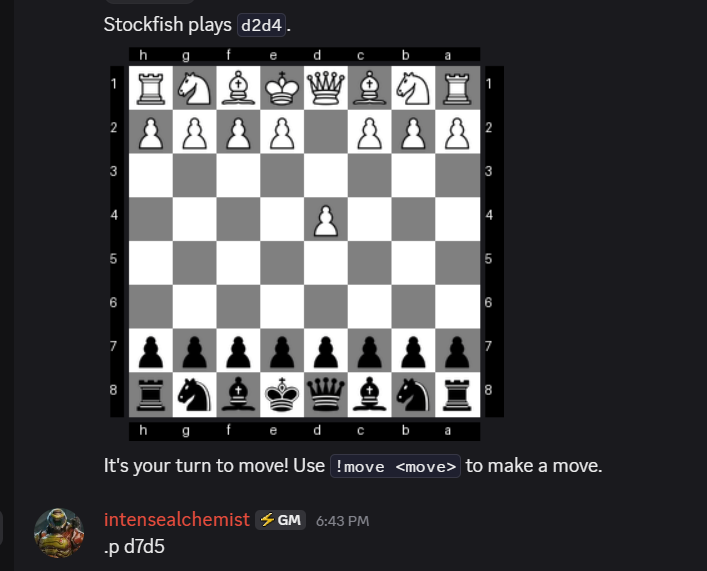 Stockfish plays d2d4.
h g f e d c b a
1 1
2 2
3 3
4 4
5 5
6 6
7 7
8 8
h g f e d c b a
It's your turn to move! Use !move <move> to make a move.
intensealchemist ⚡GM 6:43 PM
.p d7d5